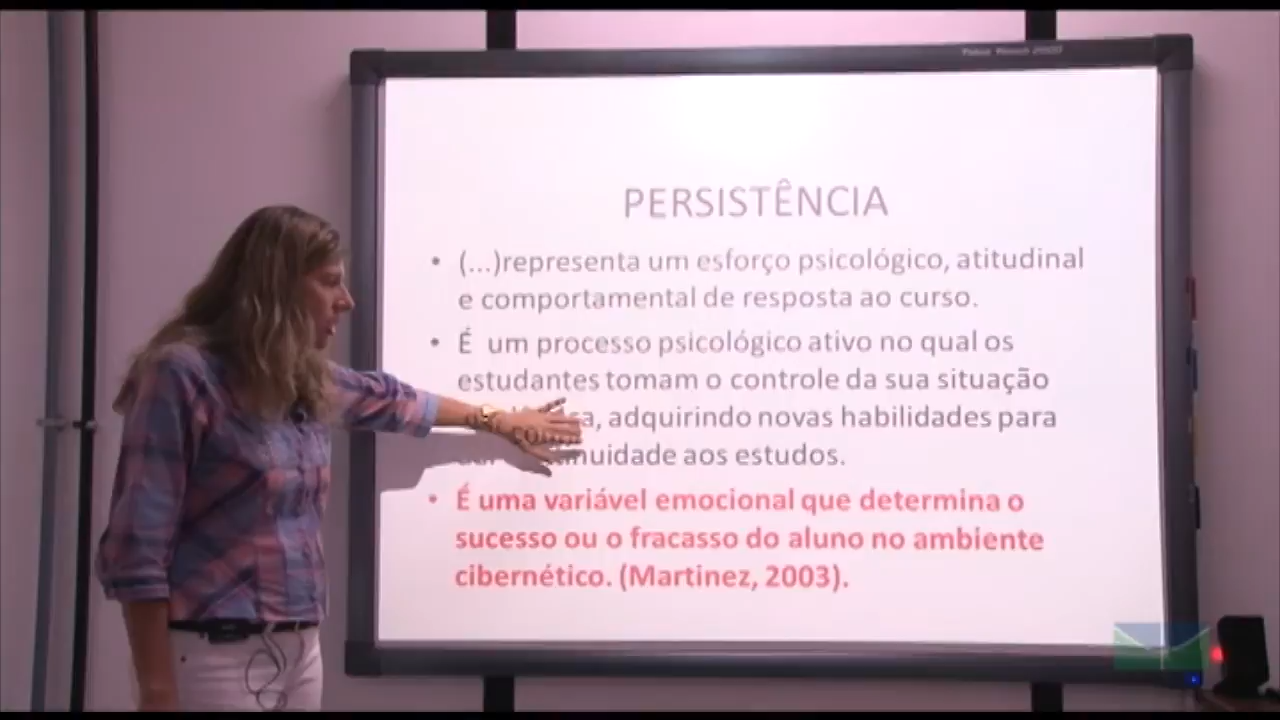 PERSISTÊNCIA
• (...)representa um esforço psicológico, atitudinal
e comportamental de resposta ao curso.
• É um processo psicológico ativo no qual os
estudantes tomam o controle da sua situação
adquirindo novas habilidades para
aos estudos.
• É uma variável emocional que determina o
sucesso ou o fracasso do aluno no ambiente
cibernético. (Martinez, 2003).